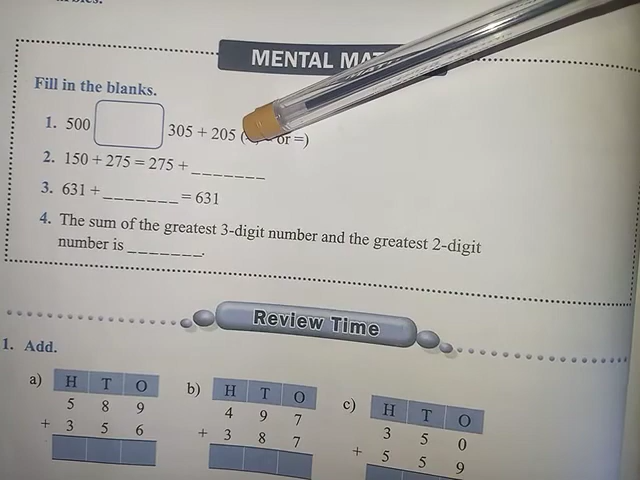 MENTAL
Fill in the blanks.
1. 500 305 + 205 ( or =)
2. 150 + 275 = 275 + _______
3. 631 + _______ = 631
4. The sum of the greatest 3-digit number and the greatest 2-digit
number is _______.
Review Time
1. Add.
a) H T O
5 8 9
+ 3 5 6
b) H T O
4 9 7
+ 3 8 7
c) H T O
3 5 0
+ 5 5 9